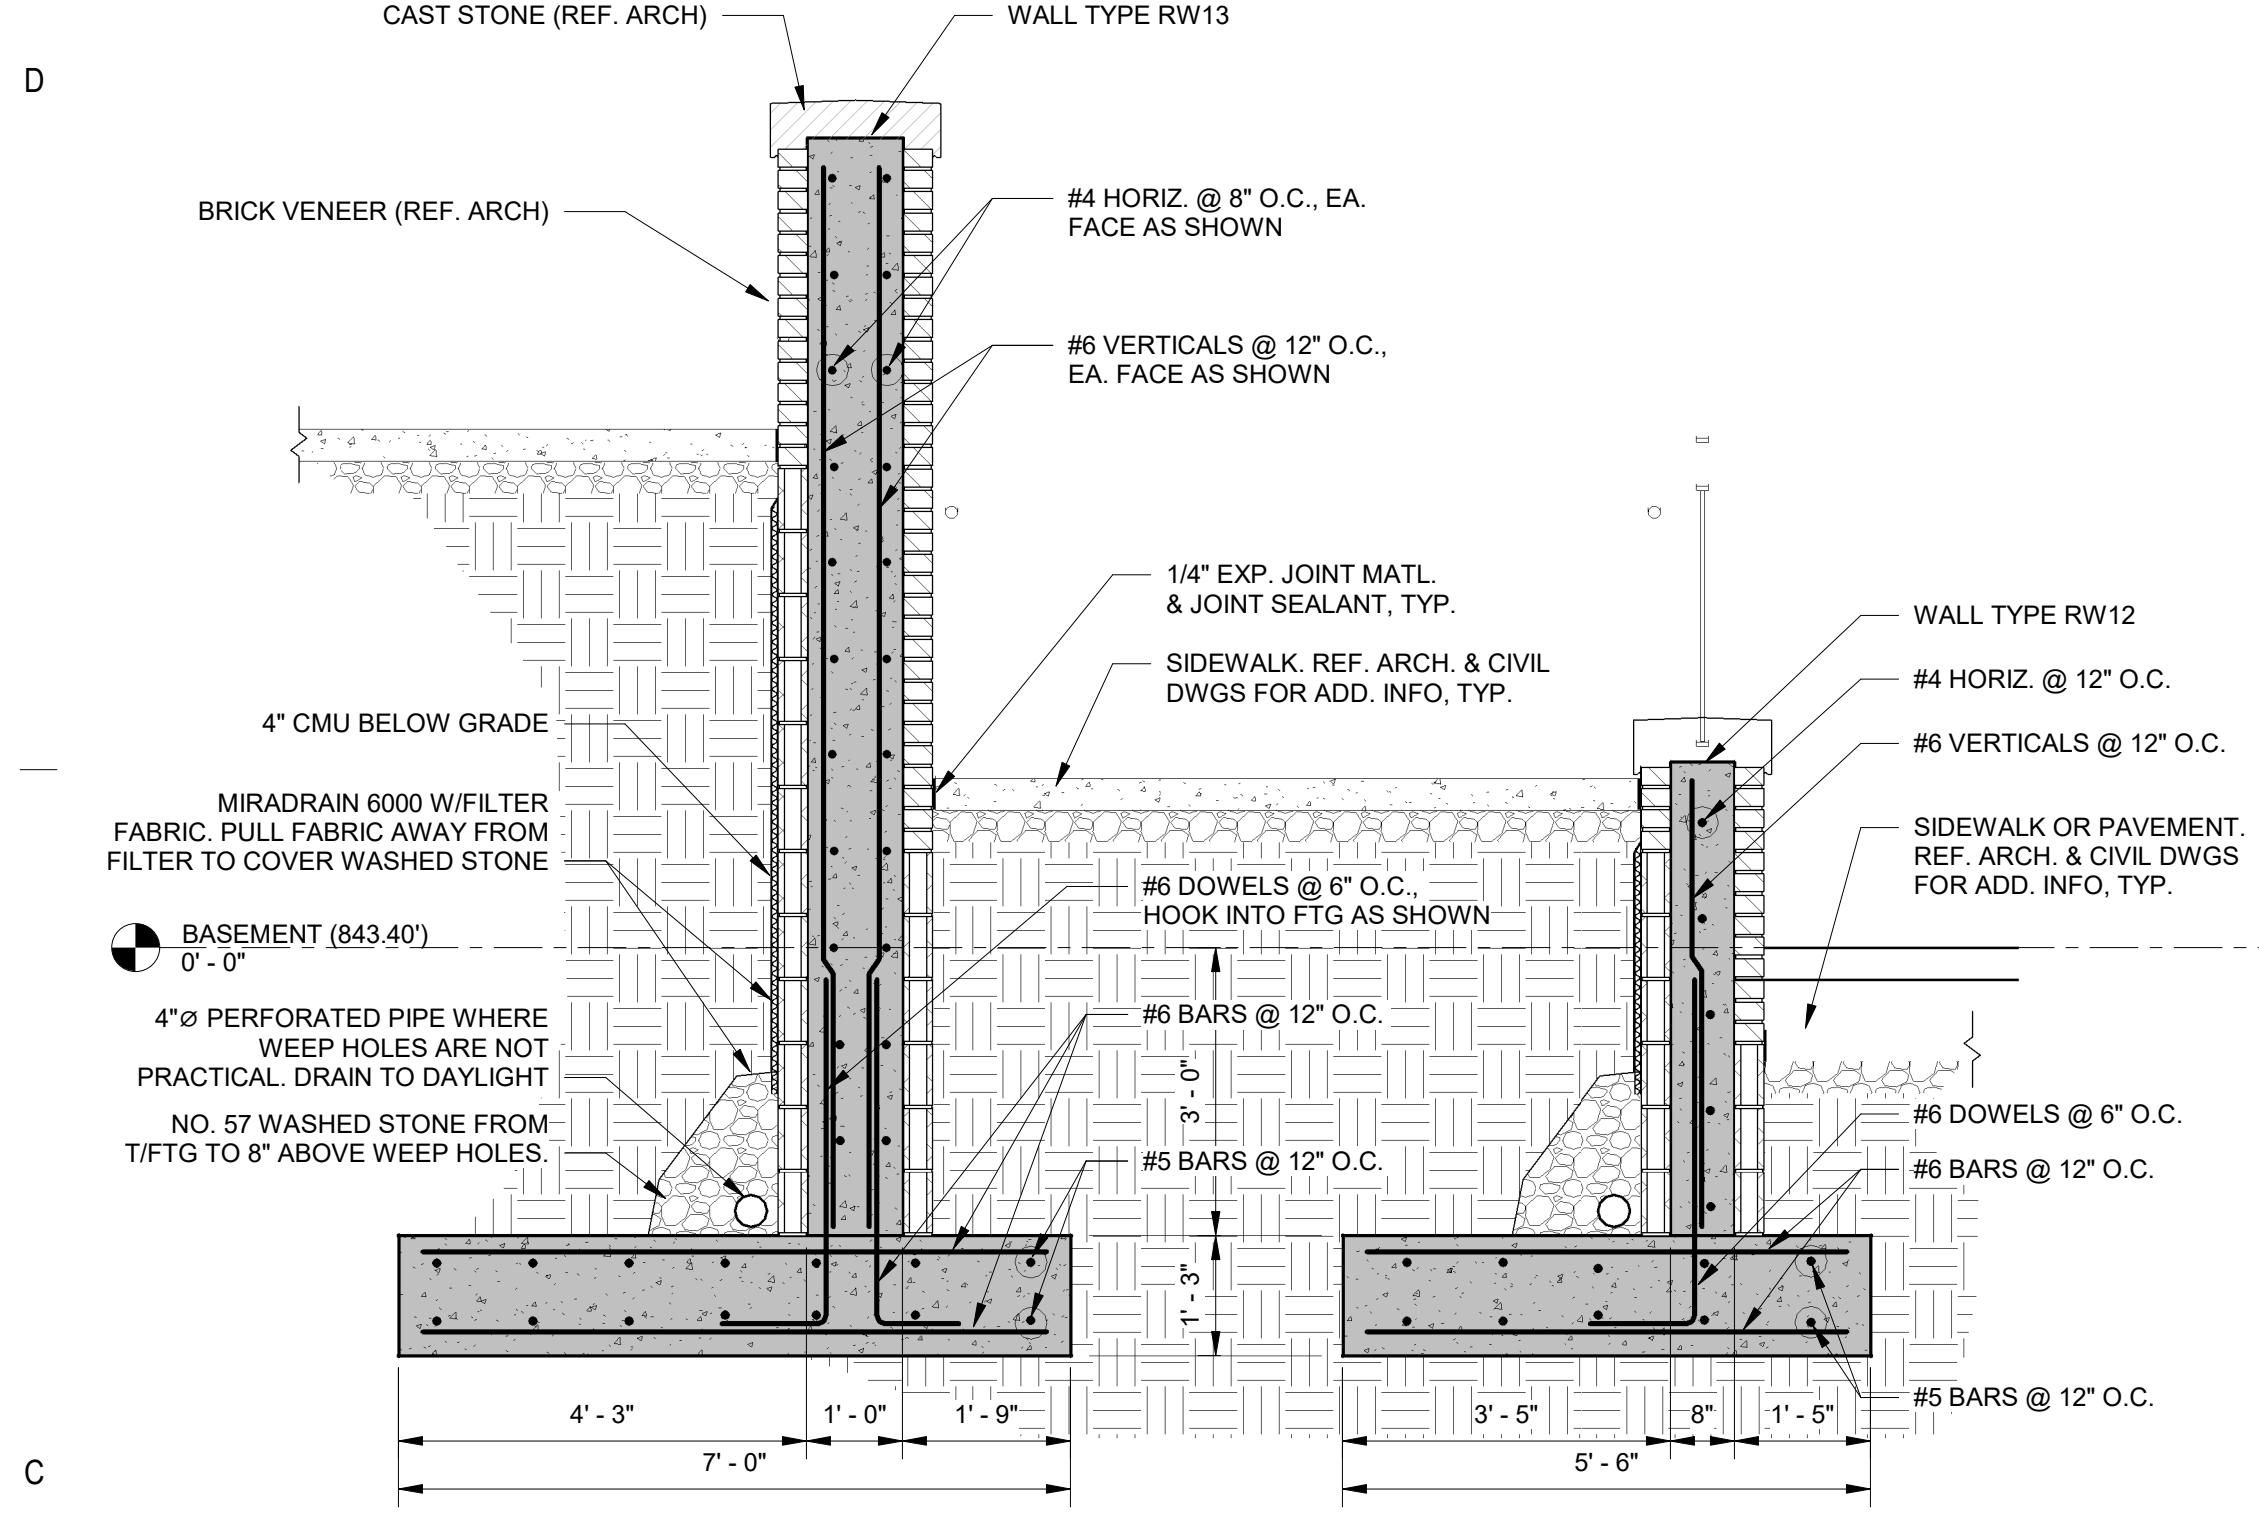 CAST STONE (REF. ARCH)
WALL TYPE RW13
D
BRICK VENEER (REF. ARCH)
#4 HORIZ. @ 8" O.C., EA.
FACE AS SHOWN
#6 VERTICALS @ 12" O.C.,
EA. FACE AS SHOWN
1/4" EXP. JOINT MATL.
& JOINT SEALANT, TYP.
SIDEWALK. REF. ARCH. & CIVIL
DWGS FOR ADD. INFO, TYP.
WALL TYPE RW12
#4 HORIZ. @ 12" O.C.
#6 VERTICALS @ 12" O.C.
4" CMU BELOW GRADE
MIRADRAIN 6000 W/FILTER
FABRIC. PULL FABRIC AWAY FROM
FILTER TO COVER WASHED STONE
SIDEWALK OR PAVEMENT.
REF. ARCH. & CIVIL DWGS
FOR ADD. INFO, TYP.
#6 DOWELS @ 6" O.C.,
HOOK INTO FTG AS SHOWN
BASEMENT (843.40')
0' - 0"
4"Ø PERFORATED PIPE WHERE
WEEP HOLES ARE NOT
PRACTICAL. DRAIN TO DAYLIGHT
#6 BARS @ 12" O.C.
3' - 0"
NO. 57 WASHED STONE FROM
T/FTG TO 8" ABOVE WEEP HOLES.
#5 BARS @ 12" O.C.
#6 DOWELS @ 6" O.C.
#6 BARS @ 12" O.C.
1' - 3"
#5 BARS @ 12" O.C.
4' - 3"
1' - 0"
1' - 9"
3' - 5"
8"
1' - 5"
7' - 0"
5' - 6"
C